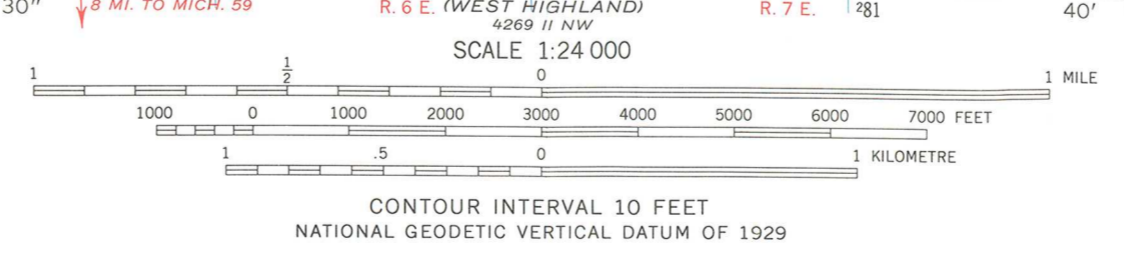 30" 8 MI. TO MICH. 59 R. 6 E. (WEST HIGHLAND) R. 7 E. ²81 40'
4269 II NW
SCALE 1:24 000
1 1/2 0 1 MILE
1000 0 1000 2000 3000 4000 5000 6000 7000 FEET
1 .5 0 1 KILOMETRE
CONTOUR INTERVAL 10 FEET
NATIONAL GEODETIC VERTICAL DATUM OF 1929